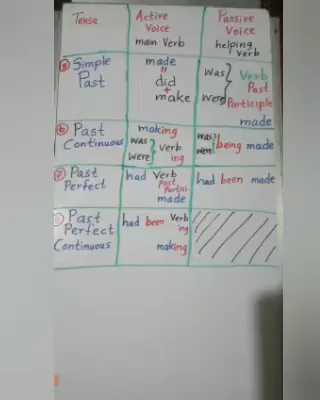 Tense
Active
Voice
main Verb
Passive
Voice
helping
verb
Simple
Past
made
=
did
+
make
was
were
Verb
Past
Participle
made
Past
Continuous
making
was
were
verb
ing
was
were
being made
Past
Perfect
had Verb
Past
made
had been made
Past
Perfect
Continuous
had been Verb
ing
making